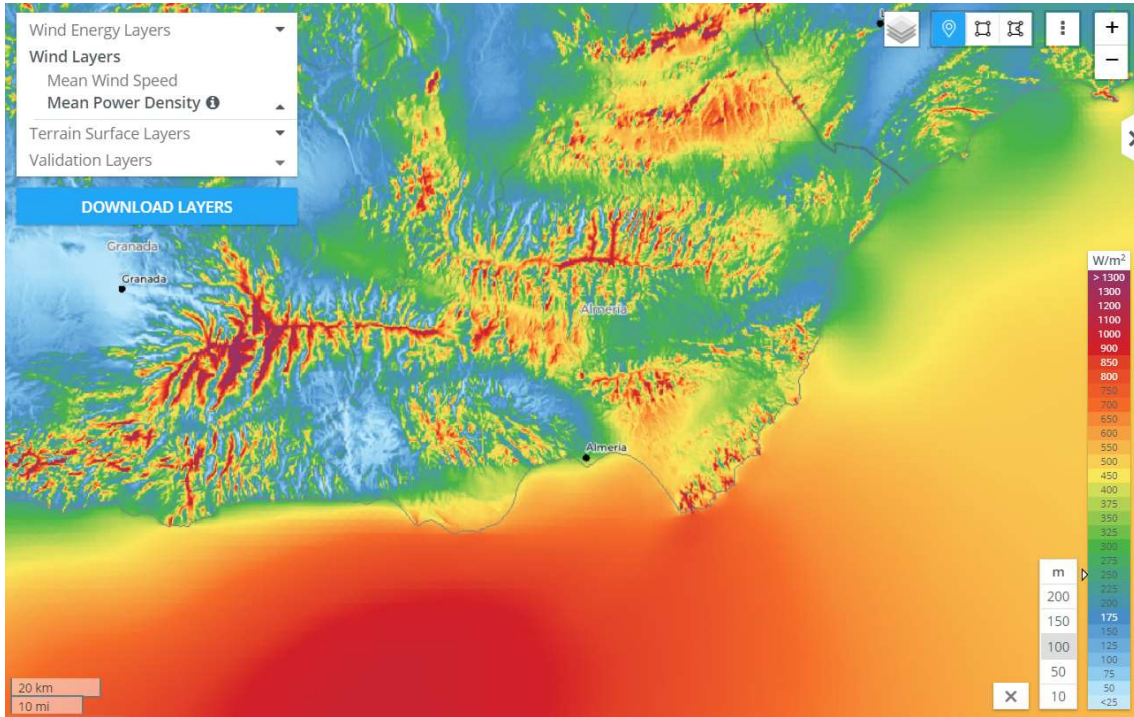 Wind Energy Layers
Wind Layers
Mean Wind Speed
Mean Power Density
Terrain Surface Layers
Validation Layers
DOWNLOAD LAYERS
+
−
Granada
Granada
Almería
Almeria
W/m²
> 1300
1300
1200
1100
1000
900
850
800
750
700
650
600
550
500
450
400
375
350
325
300
275
250
225
200
175
150
125
100
75
50
<25
m
200
150
100
50
10
20 km
10 mi